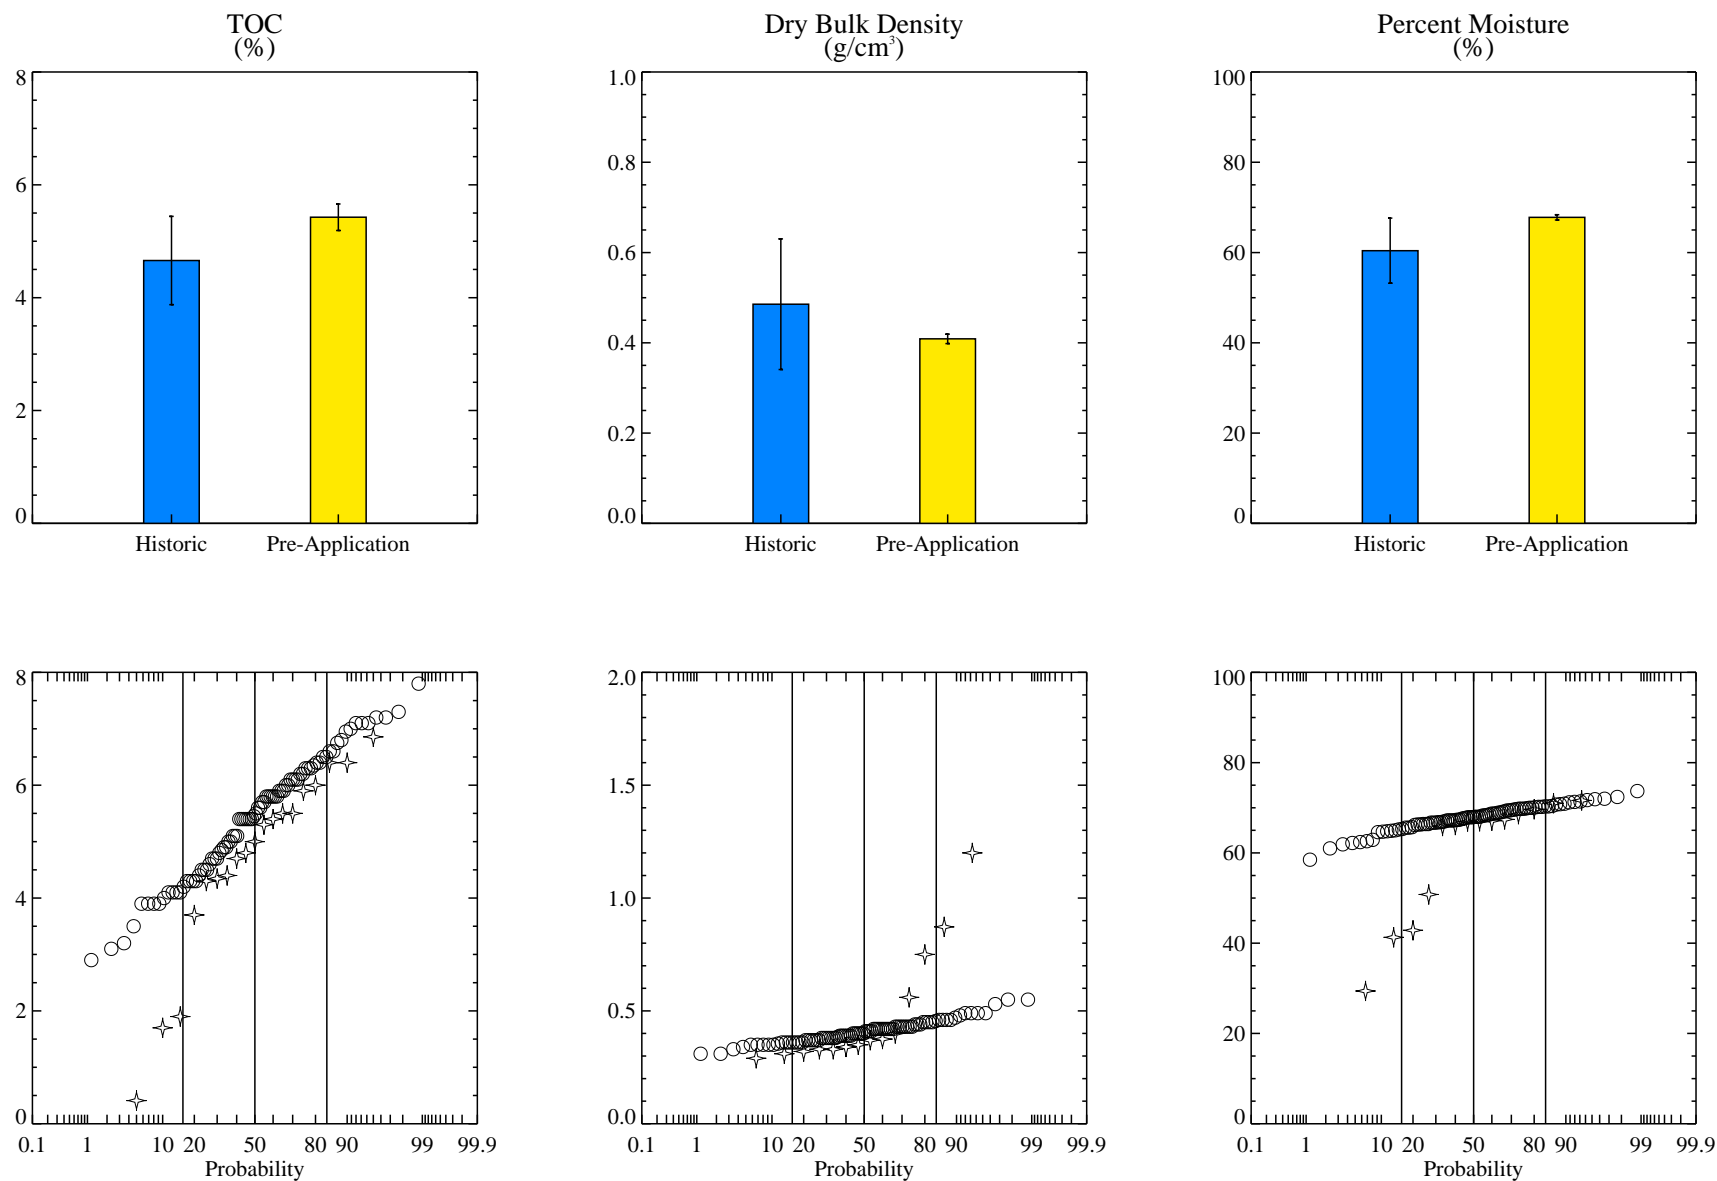 TOC
(%)
8
6
4
2
0
Historic Pre-Application
Dry Bulk Density
(g/cm³)
1.0
0.8
0.6
0.4
0.2
0.0
Historic Pre-Application
Percent Moisture
(%)
100
80
60
40
20
0
Historic Pre-Application
8
6
4
2
0
0.1 1 10 20 50 80 90 99 99.9
Probability
2.0
1.5
1.0
0.5
0.0
0.1 1 10 20 50 80 90 99 99.9
Probability
100
80
60
40
20
0
0.1 1 10 20 50 80 90 99 99.9
Probability